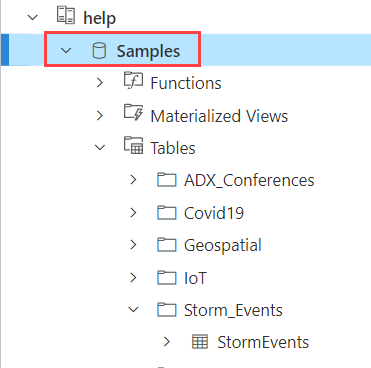 help
Samples
Functions
Materialized Views
Tables
ADX_Conferences
Covid19
Geospatial
IoT
Storm_Events
StormEvents